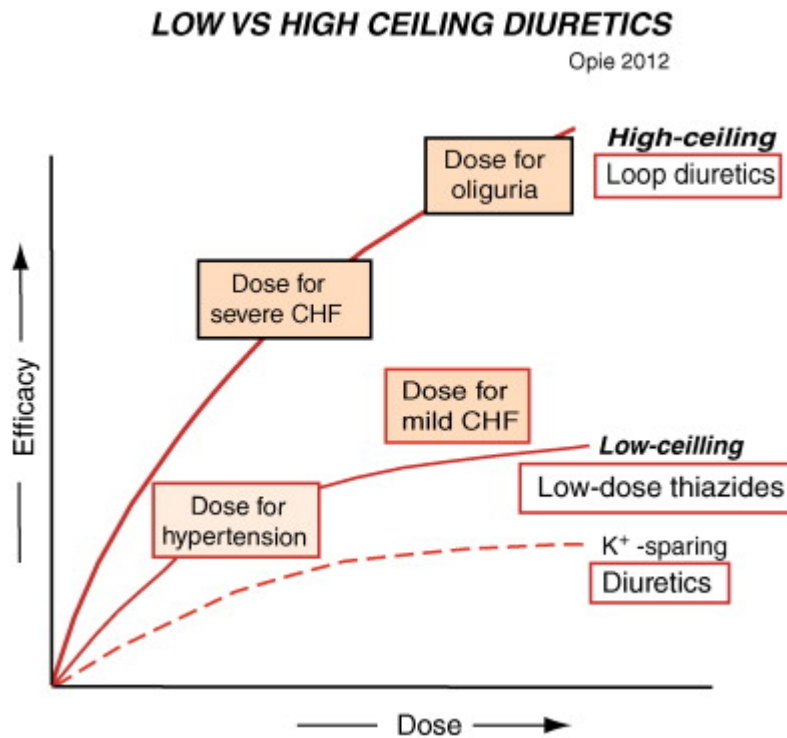 LOW VS HIGH CEILING DIURETICS
Opie 2012
High-ceiling
Loop diuretics
Dose for
oliguria
Dose for
severe CHF
Dose for
mild CHF
Low-ceilling
Low-dose thiazides
Dose for
hypertension
K⁺ -sparing
Diuretics
Efficacy
Dose